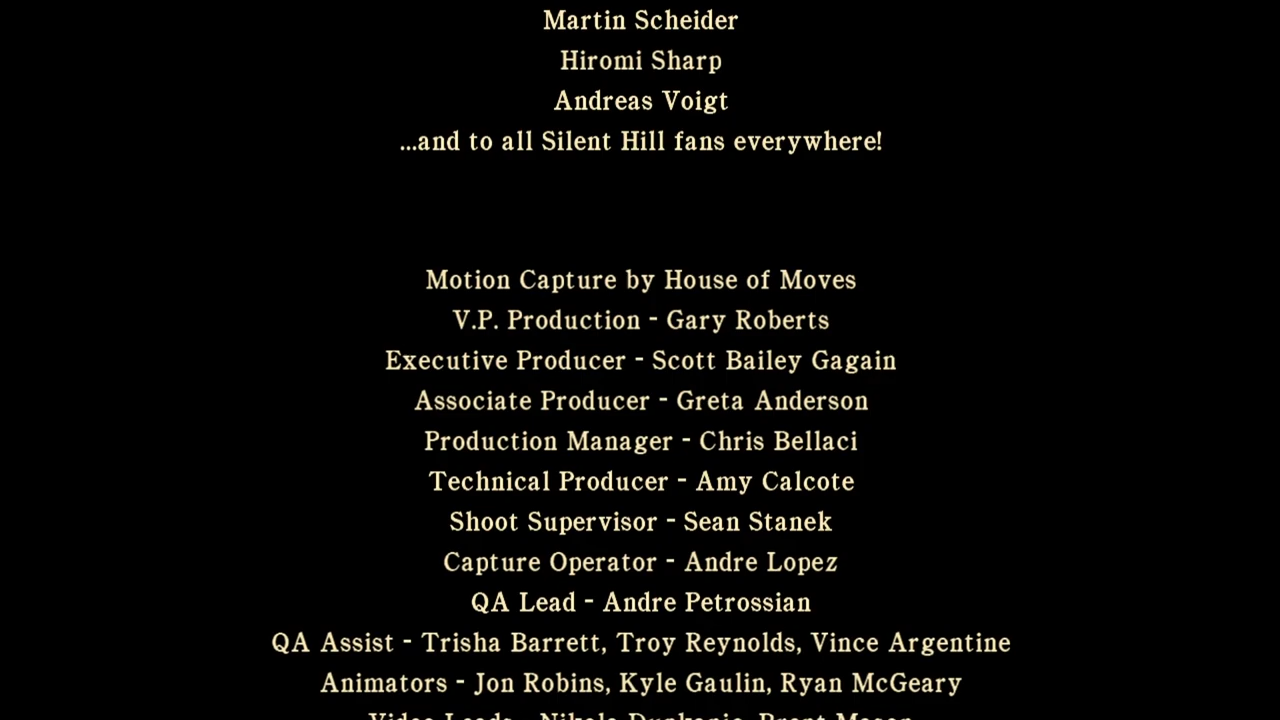 Martin Scheider
Hiromi Sharp
Andreas Voigt
...and to all Silent Hill fans everywhere!
Motion Capture by House of Moves
V.P. Production - Gary Roberts
Executive Producer - Scott Bailey Gagain
Associate Producer - Greta Anderson
Production Manager - Chris Bellaci
Technical Producer - Amy Calcote
Shoot Supervisor - Sean Stanek
Capture Operator - Andre Lopez
QA Lead - Andre Petrossian
QA Assist - Trisha Barrett, Troy Reynolds, Vince Argentine
Animators - Jon Robins, Kyle Gaulin, Ryan McGeary
Video Leads -